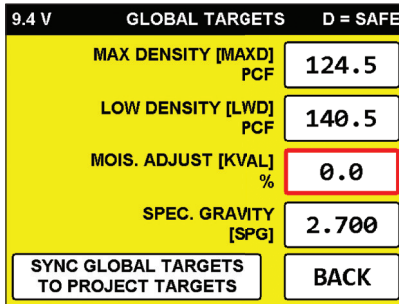 9.4 V GLOBAL TARGETS D = SAFE
MAX DENSITY [MAXD]
PCF
124.5
LOW DENSITY [LWD]
PCF
140.5
MOIS. ADJUST [KVAL]
%
0.0
SPEC. GRAVITY
[SPG]
2.700
SYNC GLOBAL TARGETS
TO PROJECT TARGETS
BACK